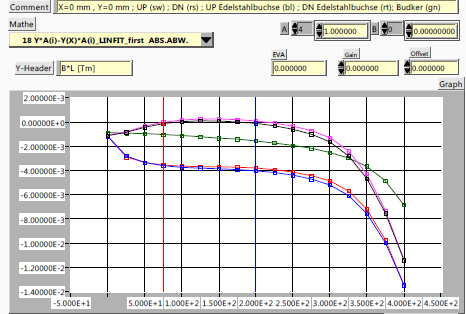 Comment X=0 mm , Y=0 mm ; UP (sw) ; DN (rs) ; UP Edelstahlbuchse (bl) ; DN Edelstahlbuchse (rt); Budker (gn)
Mathe
18 Y*A(i)-Y(X)*A(i)_LINFIT_first ABS.ABW. A 4 1.000000 B 0 0.00000000
EVA Gain Offset
Y-Header B*L [Tm] 0.000000 0.000000 0.000000
Graph
2.00000E-3
0.00000E+0
-2.00000E-3
-4.00000E-3
-6.00000E-3
-8.00000E-3
-1.00000E-2
-1.20000E-2
-1.40000E-2
-5.000E+1 5.000E+1 1.000E+2 1.500E+2 2.000E+2 2.500E+2 3.000E+2 3.500E+2 4.000E+2 4.500E+2